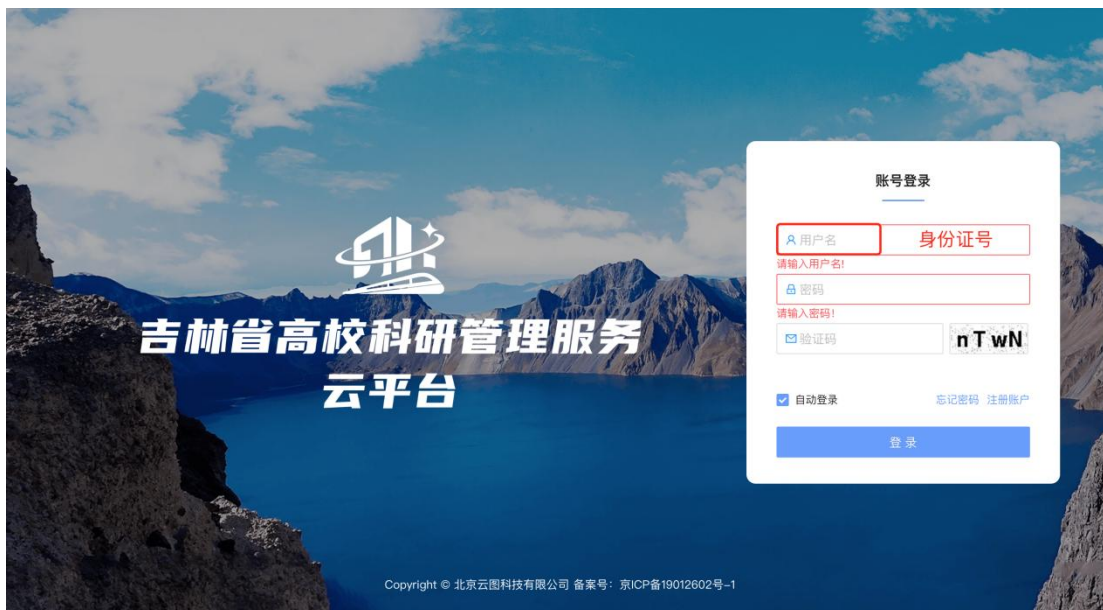 吉林省高校科研管理服务
云平台
账号登录
用户名 身份证号
请输入用户名!
密码
请输入密码!
验证码 nTwN
自动登录 忘记密码 注册账户
登录
Copyright © 北京云图科技有限公司 备案号：京ICP备19012602号-1